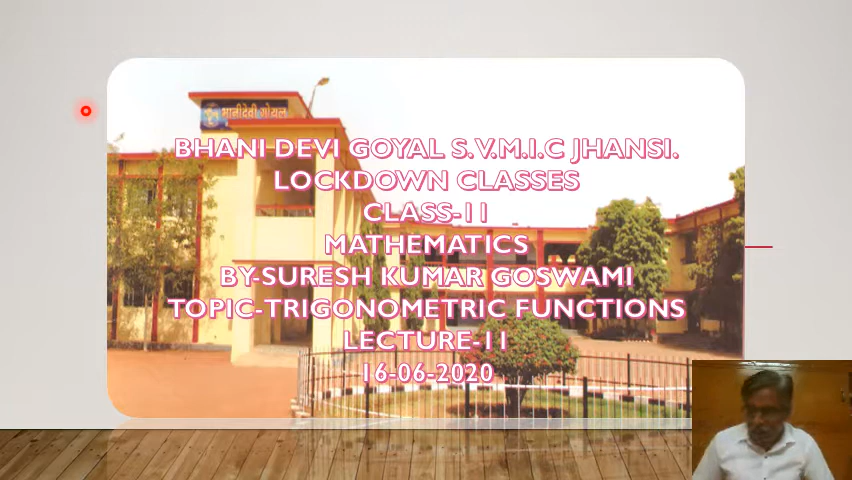 भानीदेवी गोयल
BHANI DEVI GOYAL S.V.M.I.C JHANSI.
LOCKDOWN CLASSES
CLASS-11
MATHEMATICS
BY-SURESH KUMAR GOSWAMI
TOPIC-TRIGONOMETRIC FUNCTIONS
LECTURE-11
16-06-2020